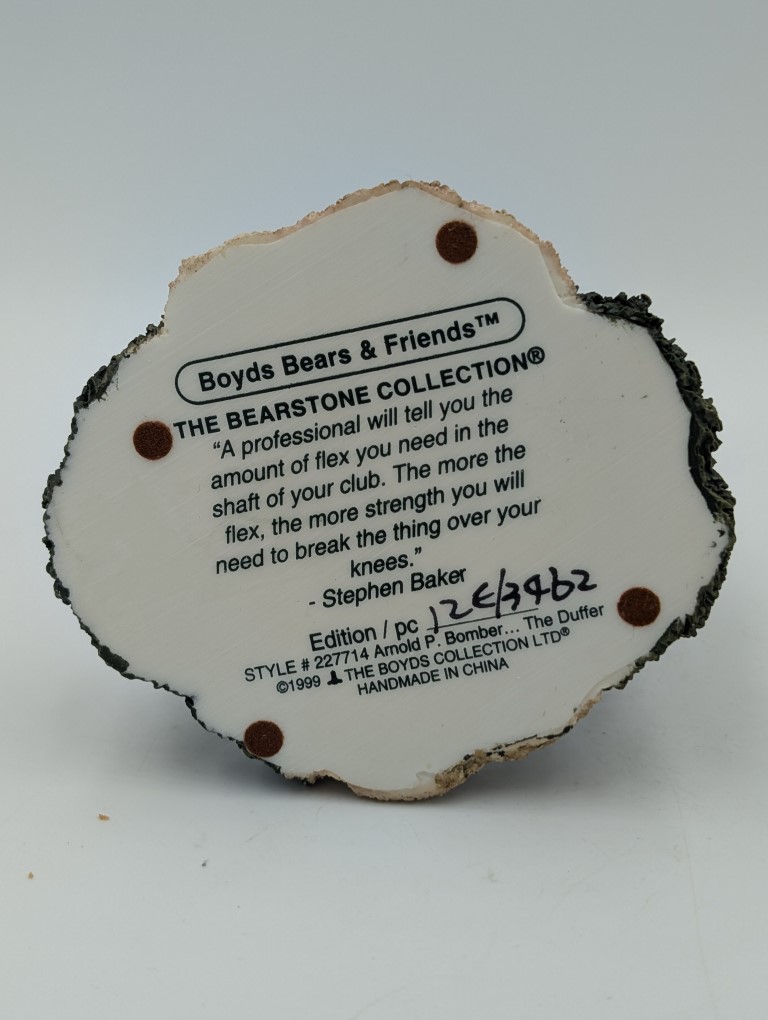 Boyds Bears & Friends™
THE BEARSTONE COLLECTION®
“A professional will tell you the
amount of flex you need in the
shaft of your club. The more the
flex, the more strength you will
need to break the thing over your
knees.”
- Stephen Baker
Edition / pc 12E/3462
STYLE # 227714 Arnold P. Bomber... The Duffer
©1999 THE BOYDS COLLECTION LTD®
HANDMADE IN CHINA